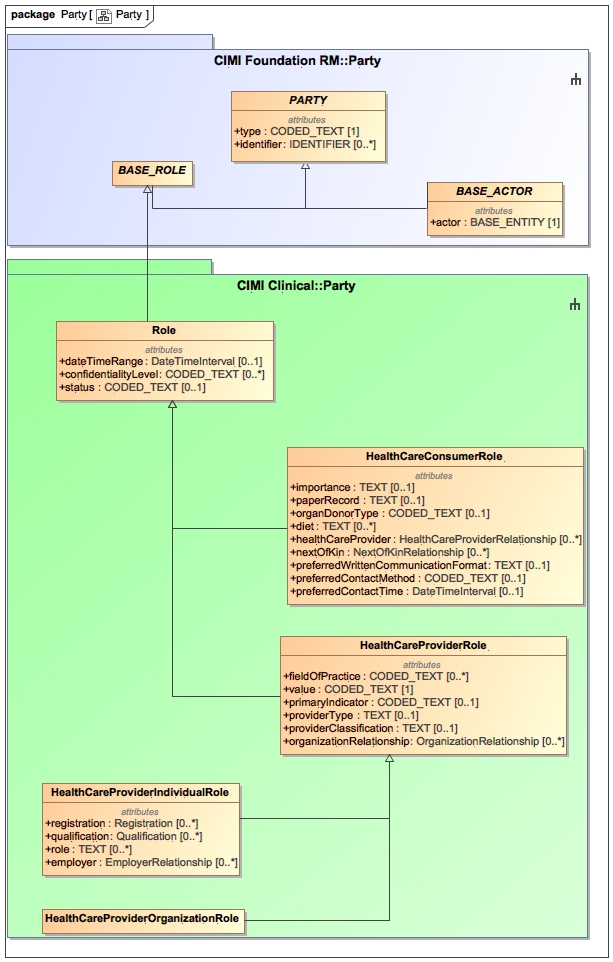 package Party [ Party ]
CIMI Foundation RM::Party
PARTY
attributes
+type : CODED_TEXT [1]
+identifier : IDENTIFIER [0..*]
BASE_ROLE
BASE_ACTOR
attributes
+actor : BASE_ENTITY [1]
CIMI Clinical::Party
Role
attributes
+dateTimeRange : DateTimeInterval [0..1]
+confidentialityLevel : CODED_TEXT [0..*]
+status : CODED_TEXT [0..1]
HealthCareConsumerRole
attributes
+importance : TEXT [0..1]
+paperRecord : TEXT [0..1]
+organDonorType : CODED_TEXT [0..1]
+diet : TEXT [0..*]
+healthCareProvider : HealthCareProviderRelationship [0..*]
+nextOfKin : NextOfKinRelationship [0..*]
+preferredWrittenCommunicationFormat : TEXT [0..1]
+preferredContactMethod : CODED_TEXT [0..1]
+preferredContactTime : DateTimeInterval [0..1]
HealthCareProviderRole
attributes
+fieldOfPractice : CODED_TEXT [0..*]
+value : CODED_TEXT [1]
+primaryIndicator : CODED_TEXT [0..1]
+providerType : TEXT [0..1]
+providerClassification : TEXT [0..1]
+organizationRelationship : OrganizationRelationship [0..*]
HealthCareProviderIndividualRole
attributes
+registration : Registration [0..*]
+qualification : Qualification [0..*]
+role : TEXT [0..*]
+employer : EmployerRelationship [0..*]
HealthCareProviderOrganizationRole